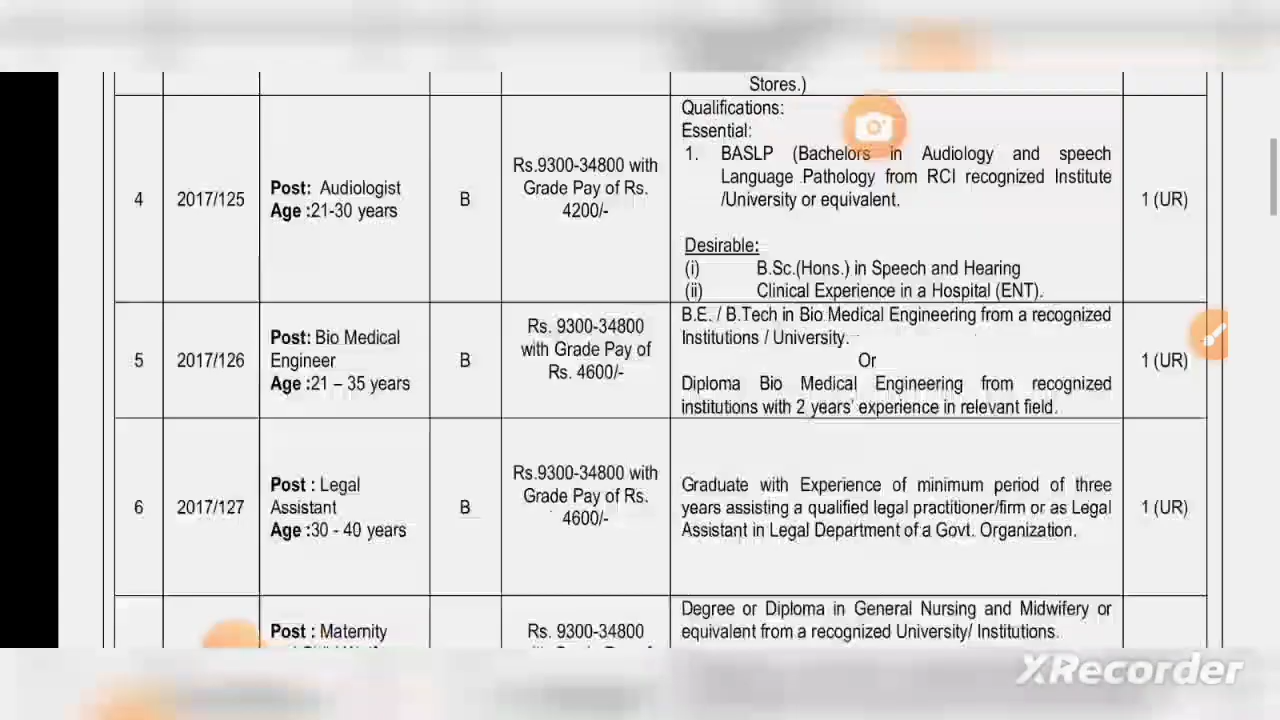 Stores.)
4
2017/125
Post: Audiologist
Age :21-30 years
B
Rs.9300-34800 with
Grade Pay of Rs.
4200/-
Qualifications:
Essential:
1. BASLP (Bachelors in Audiology and speech
Language Pathology from RCI recognized Institute
/University or equivalent.
Desirable:
(i) B.Sc.(Hons.) in Speech and Hearing
(ii) Clinical Experience in a Hospital (ENT).
1 (UR)
5
2017/126
Post: Bio Medical
Engineer
Age :21 – 35 years
B
Rs. 9300-34800
with Grade Pay of
Rs. 4600/-
B.E. / B.Tech in Bio Medical Engineering from a recognized
Institutions / University.
Or
Diploma Bio Medical Engineering from recognized
institutions with 2 years' experience in relevant field.
1 (UR)
6
2017/127
Post : Legal
Assistant
Age :30 - 40 years
B
Rs.9300-34800 with
Grade Pay of Rs.
4600/-
Graduate with Experience of minimum period of three
years assisting a qualified legal practitioner/firm or as Legal
Assistant in Legal Department of a Govt. Organization.
1 (UR)
Post : Maternity
Rs. 9300-34800
Degree or Diploma in General Nursing and Midwifery or
equivalent from a recognized University/ Institutions.
XRecorder